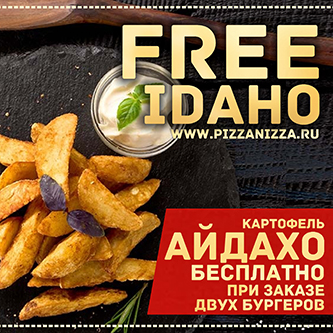 FREE
IDAHO
WWW.PIZZANIZZA.RU
КАРТОФЕЛЬ
АЙДАХО
БЕСПЛАТНО
ПРИ ЗАКАЗЕ
ДВУХ БУРГЕРОВ